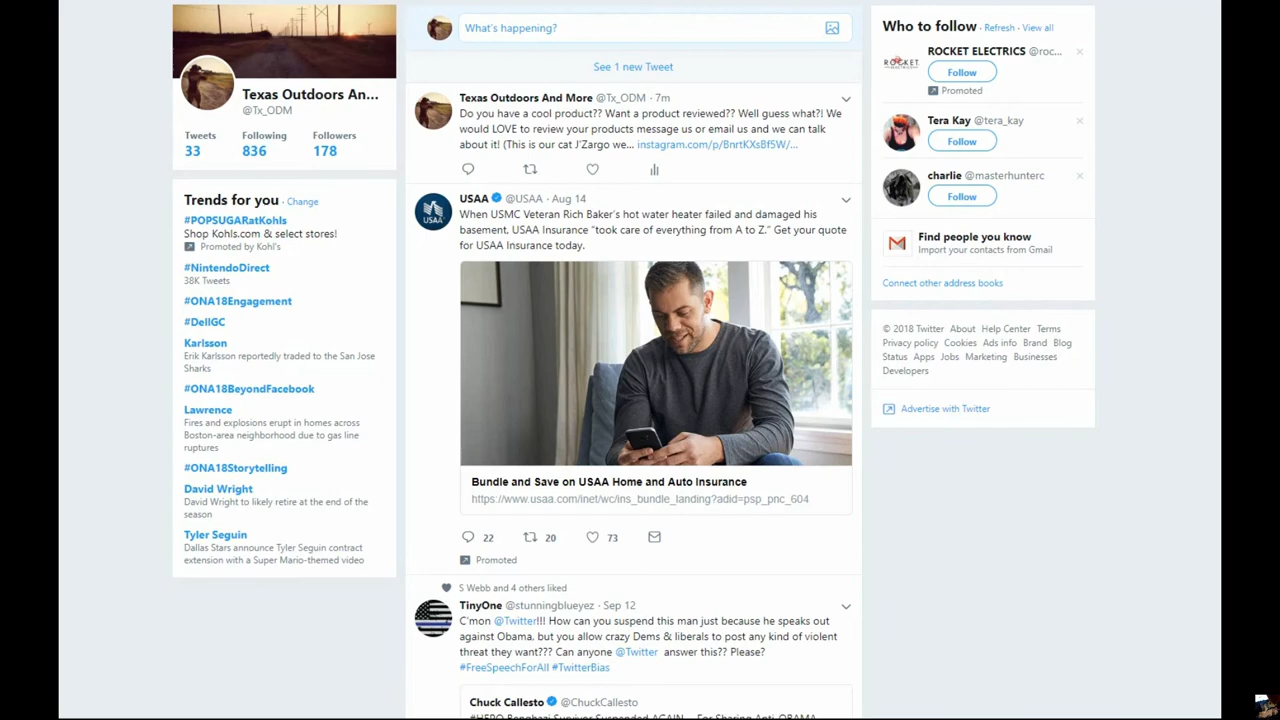 Texas Outdoors An...
@Tx_ODM
Tweets Following Followers
33 836 178
Trends for you · Change
#POPSUGARatKohls
Shop Kohls.com & select stores!
Promoted by Kohl's
#NintendoDirect
38K Tweets
#ONA18Engagement
#DellGC
Karlsson
Erik Karlsson reportedly traded to the San Jose
Sharks
#ONA18BeyondFacebook
Lawrence
Fires and explosions erupt in homes across
Boston-area neighborhood due to gas line
ruptures
#ONA18Storytelling
David Wright
David Wright to likely retire at the end of the
season
Tyler Seguin
Dallas Stars announce Tyler Seguin contract
extension with a Super Mario-themed video
What's happening?
See 1 new Tweet
Texas Outdoors And More @Tx_ODM · 7m
Do you have a cool product?? Want a product reviewed?? Well guess what?! We
would LOVE to review your products message us or email us and we can talk
about it! (This is our cat J'Zargo we... instagram.com/p/BnrtKXsBf5W/...
USAA @USAA · Aug 14
When USMC Veteran Rich Baker's hot water heater failed and damaged his
basement, USAA Insurance "took care of everything from A to Z." Get your quote
for USAA Insurance today.
USAA
Bundle and Save on USAA Home and Auto Insurance
https://www.usaa.com/inet/wc/ins_bundle_landing?adid=psp_pnc_604
22 20 73
Promoted
S Webb and 4 others liked
TinyOne @stunningblueyez · Sep 12
C'mon @Twitter!!! How can you suspend this man just because he speaks out
against Obama, but you allow crazy Dems & liberals to post any kind of violent
threat they want??? Can anyone @Twitter answer this?? Please?
#FreeSpeechForAll #TwitterBias
Chuck Callesto @ChuckCallesto
#HERO Benghazi Survivor Suspended AGAIN... For Sharing Anti-OBAMA
Who to follow · Refresh · View all
ROCKET ELECTRICS @roc...
ROCKET
Follow
Promoted
Tera Kay @tera_kay
Follow
charlie @masterhunterc
Follow
Find people you know
Import your contacts from Gmail
Connect other address books
© 2018 Twitter About Help Center Terms
Privacy policy Cookies Ads info Brand Blog
Status Apps Jobs Marketing Businesses
Developers
Advertise with Twitter